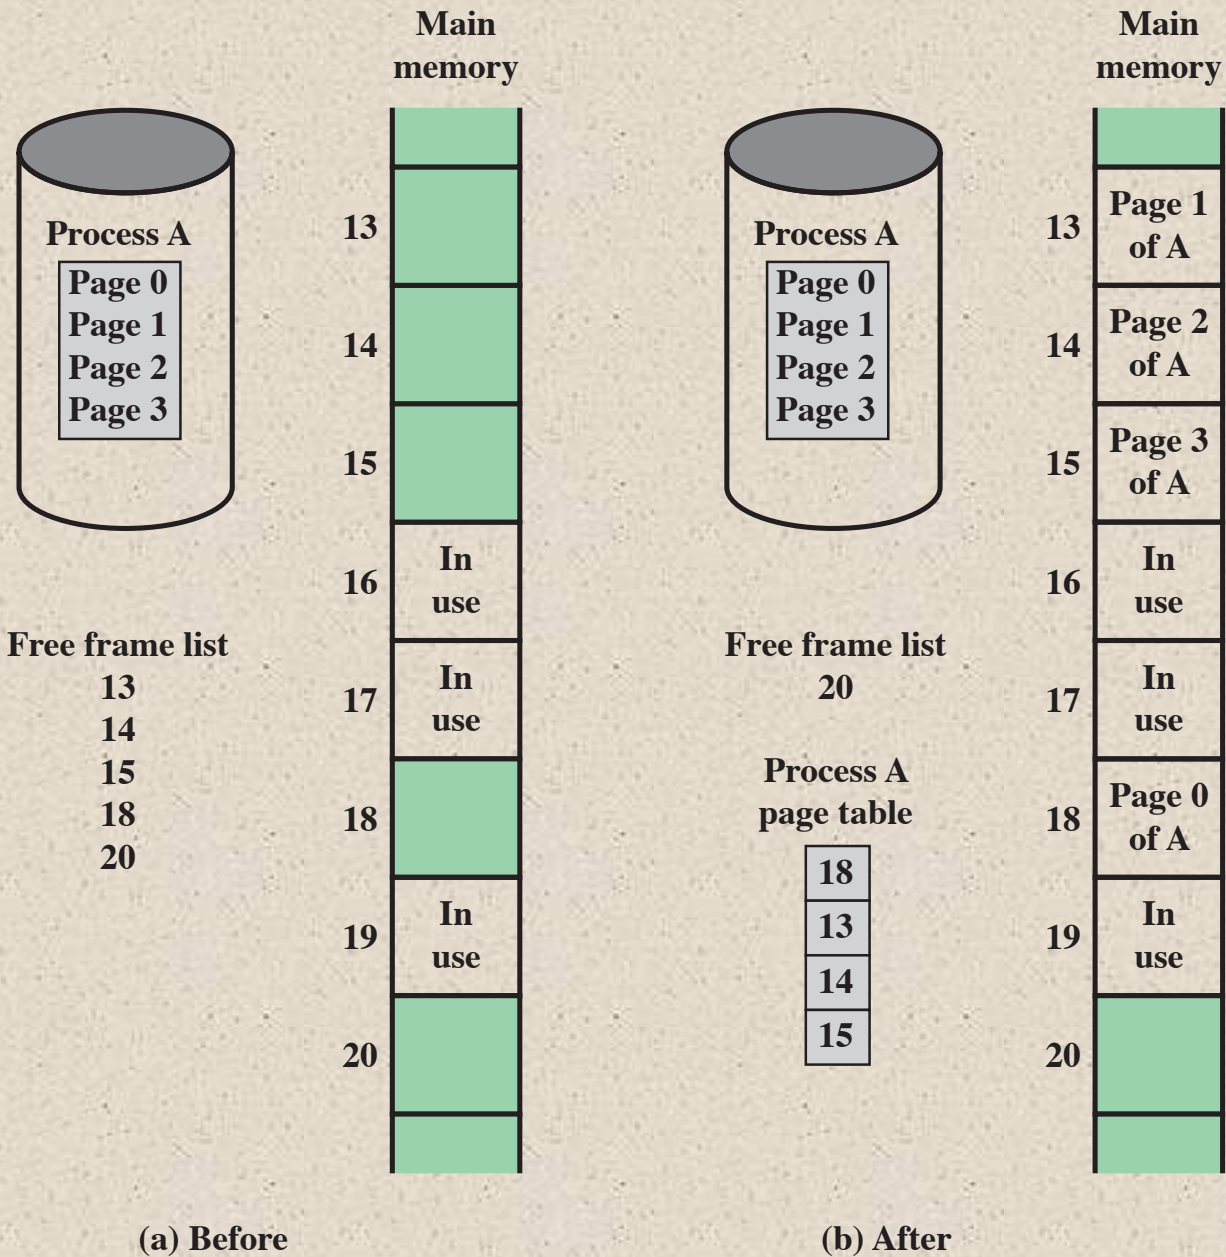 Main
memory
Process A
Page 0
Page 1
Page 2
Page 3
13
14
15
16
In
use
17
In
use
18
19
In
use
20
Free frame list
13
14
15
18
20
(a) Before
Main
memory
Process A
Page 0
Page 1
Page 2
Page 3
13
Page 1
of A
14
Page 2
of A
15
Page 3
of A
16
In
use
17
In
use
18
Page 0
of A
19
In
use
20
Free frame list
20
Process A
page table
18
13
14
15
(b) After